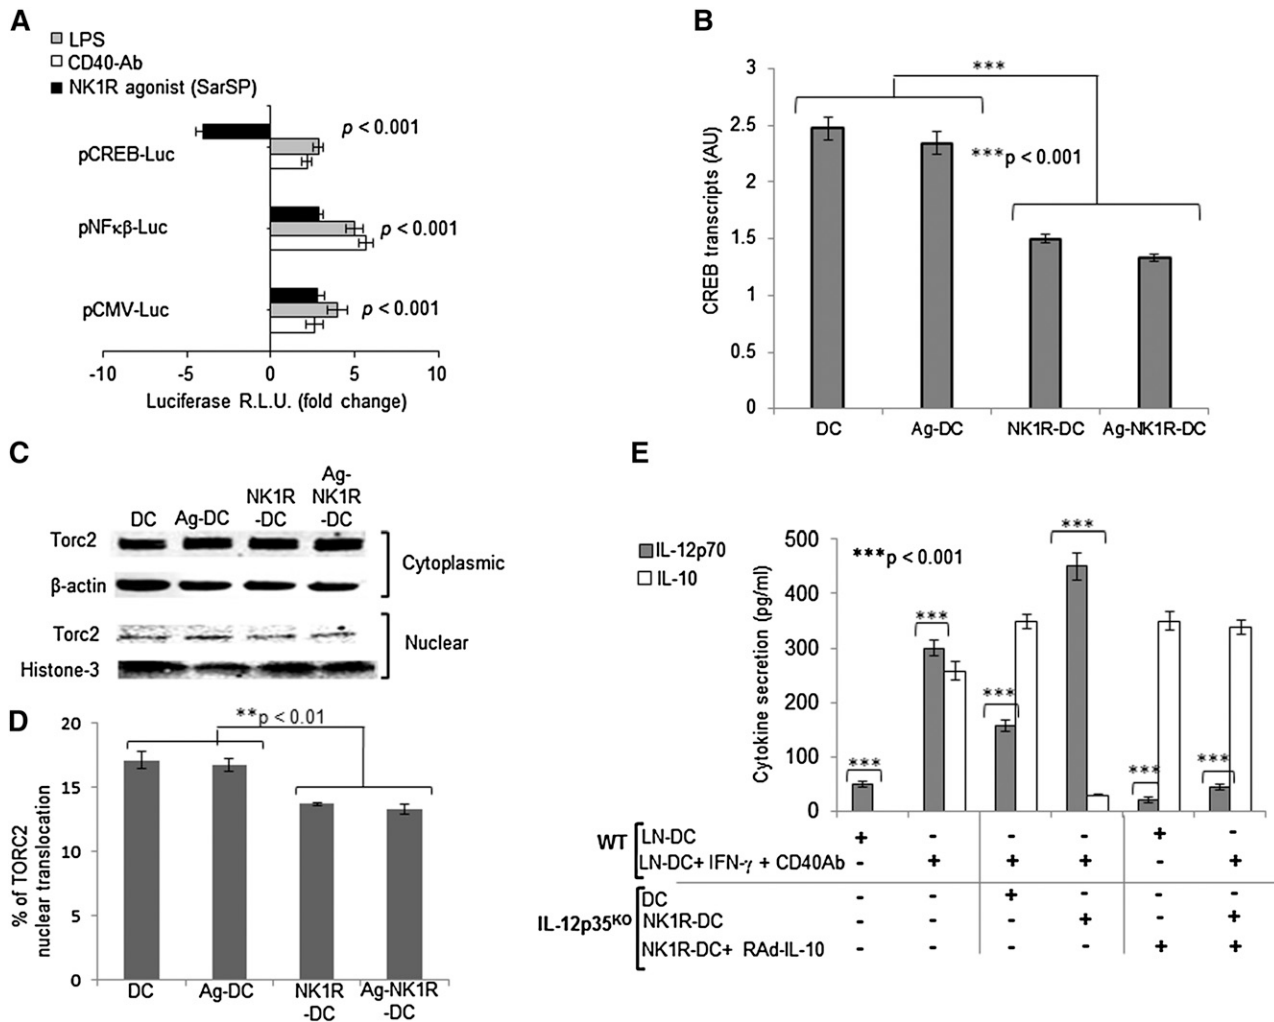 A
LPS
CD40-Ab
NK1R agonist (SarSP)
p < 0.001
pCREB-Luc
pNFκβ-Luc
p < 0.001
pCMV-Luc
p < 0.001
-10 -5 0 5 10
Luciferase R.L.U. (fold change)
B
CREB transcripts (AU)
3
2.5
2
1.5
1
0.5
0
***
***p < 0.001
DC Ag-DC NK1R-DC Ag-NK1R-DC
C
DC Ag-DC NK1R-DC Ag-NK1R-DC
Torc2
β-actin
Cytoplasmic
Torc2
Histone-3
Nuclear
D
% of TORC2
nuclear translocation
20
15
10
5
0
**p < 0.01
DC Ag-DC NK1R-DC Ag-NK1R-DC
E
IL-12p70
IL-10
Cytokine secretion (pg/ml)
500
400
300
200
100
0
***p < 0.001
*** *** *** *** *** ***
WT
LN-DC + - - - + -
LN-DC+ IFN-γ + CD40Ab - + + + - +
IL-12p35KO
DC - - + - - -
NK1R-DC - - - + - +
NK1R-DC+ RAd-IL-10 - - - - + +